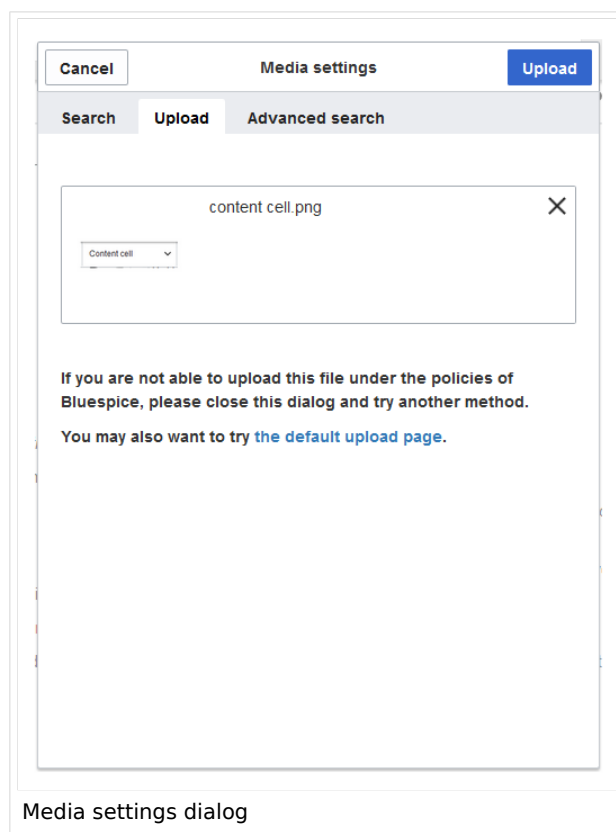 Cancel Media settings Upload
Search Upload Advanced search
content cell.png
Content cell
If you are not able to upload this file under the policies of
Bluespice, please close this dialog and try another method.
You may also want to try the default upload page.
Media settings dialog